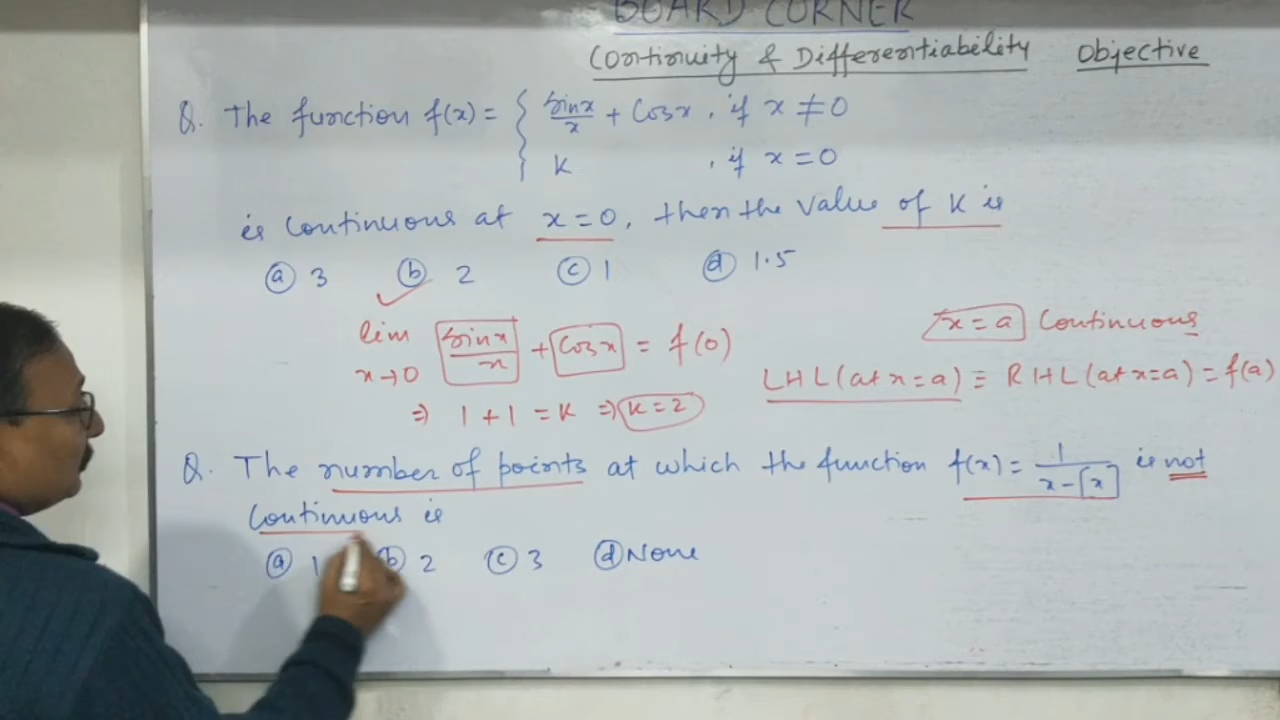 BOARD CORNER
Continuity & Differentiability Objective
Q. The function f(x) = { sinx/x + Cosx , if x ≠ 0
K , if x = 0
is continuous at x = 0, then the value of K is
(a) 3 (b) 2 (c) 1 (d) 1.5
lim x→0 sinx/x + Cosx = f(0)
⇒ 1 + 1 = K ⇒ K = 2
x = a Continuous
LHL (at x = a) = RHL (at x = a) = f(a)
Q. The number of points at which the function f(x) = 1/(x-[x]) is not
Continuous is
(a) 1 (b) 2 (c) 3 (d) None